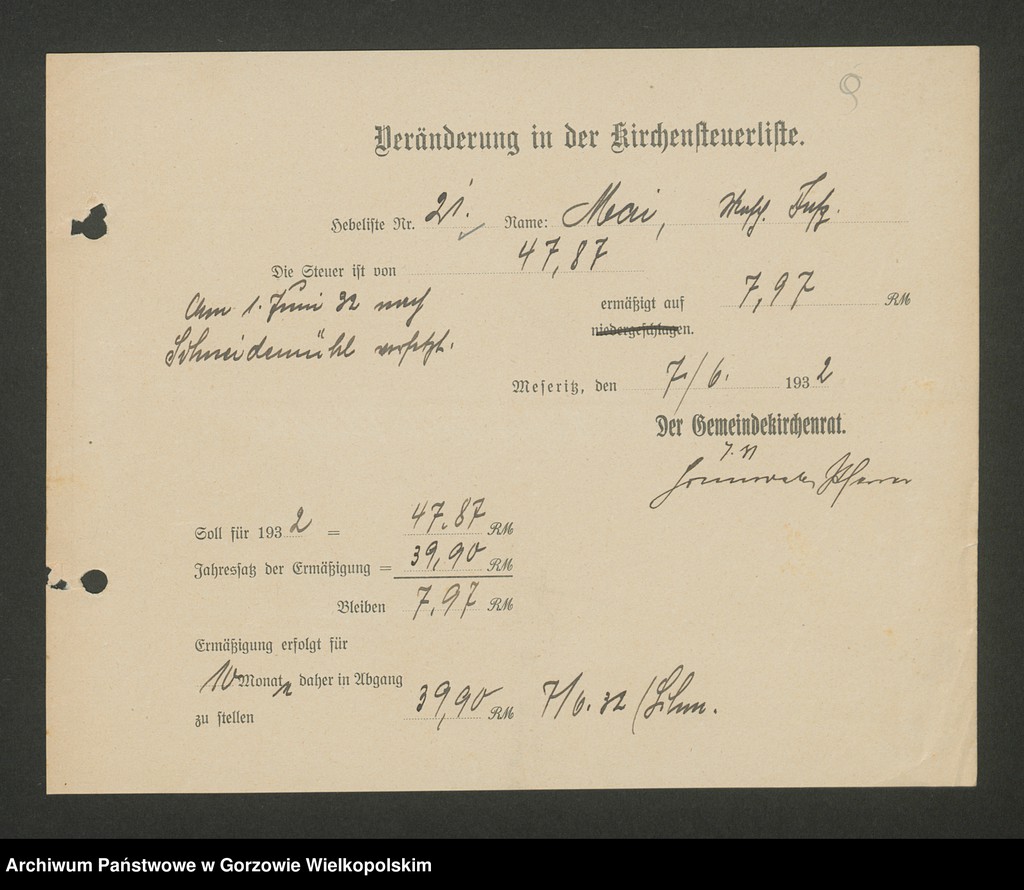 9
Veränderung in der Kirchensteuerliste.
Hebeliste Nr. 21. Name: Mai, Masch. Insp.
Die Steuer ist von 47,87
Am 1. Juni 32 nach
Schneidemühl versetzt.
ermäßigt auf 7,97 RM
niedergeschlagen.
Meseritz, den 7/6. 1932
Der Gemeindekirchenrat.
Pfarrer
Soll für 1932 = 47,87 RM
Jahressatz der Ermäßigung = 39,90 RM
Bleiben 7,97 RM
Ermäßigung erfolgt für
10 Monate daher in Abgang
zu stellen 39,90 RM 7/6. 32
Archiwum Państwowe w Gorzowie Wielkopolskim